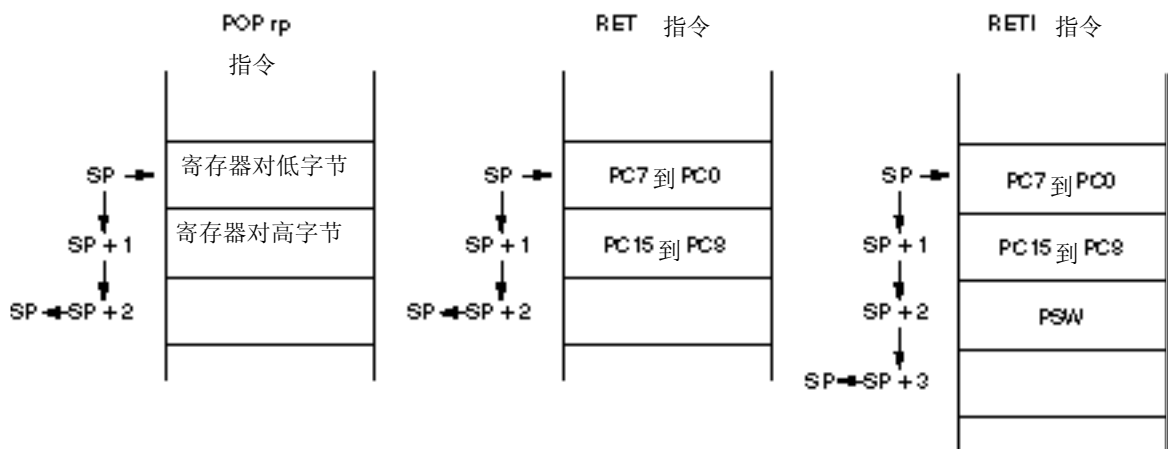 POP rp
指令
SP
寄存器对低字节
SP + 1
寄存器对高字节
SP
SP + 2
RET 指令
SP
PC7 到 PC0
SP + 1
PC15 到 PC8
SP
SP + 2
RETI 指令
SP
PC7 到 PC0
SP + 1
PC15 到 PC8
SP + 2
PSW
SP
SP + 3